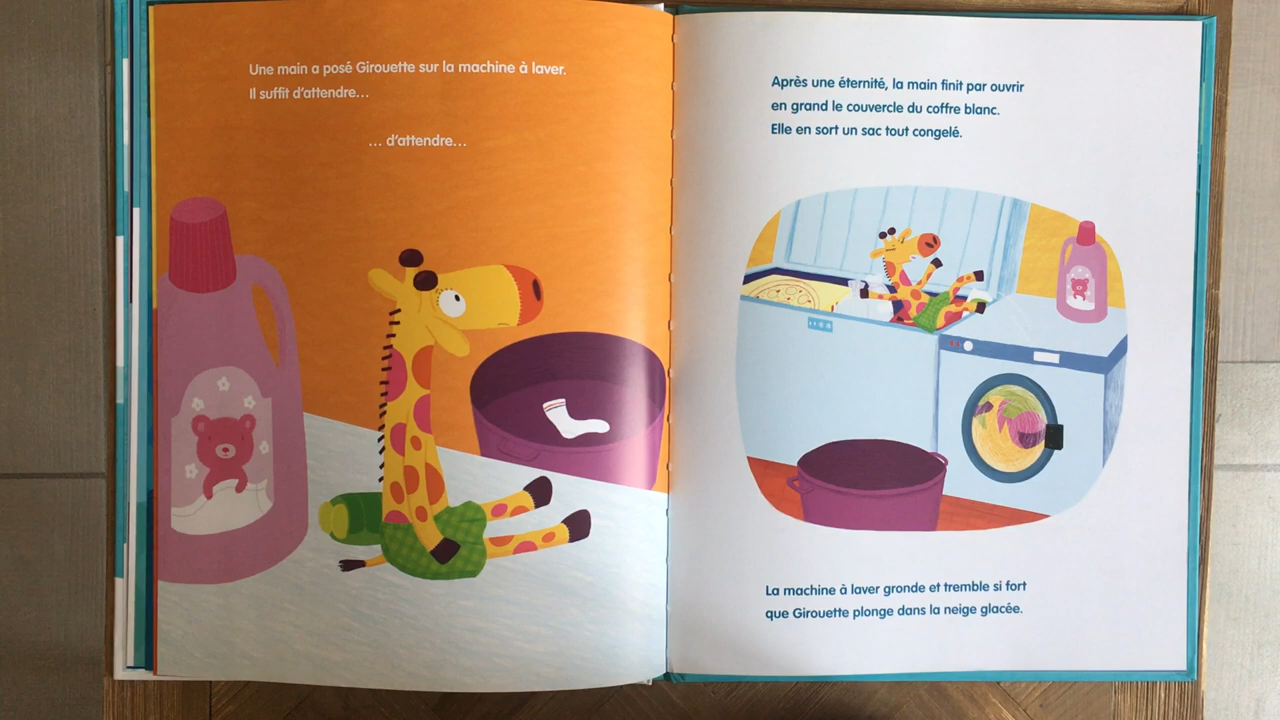 Une main a posé Girouette sur la machine à laver.
Il suffit d'attendre...
... d'attendre...
Après une éternité, la main finit par ouvrir
en grand le couvercle du coffre blanc.
Elle en sort un sac tout congelé.
La machine à laver gronde et tremble si fort
que Girouette plonge dans la neige glacée.